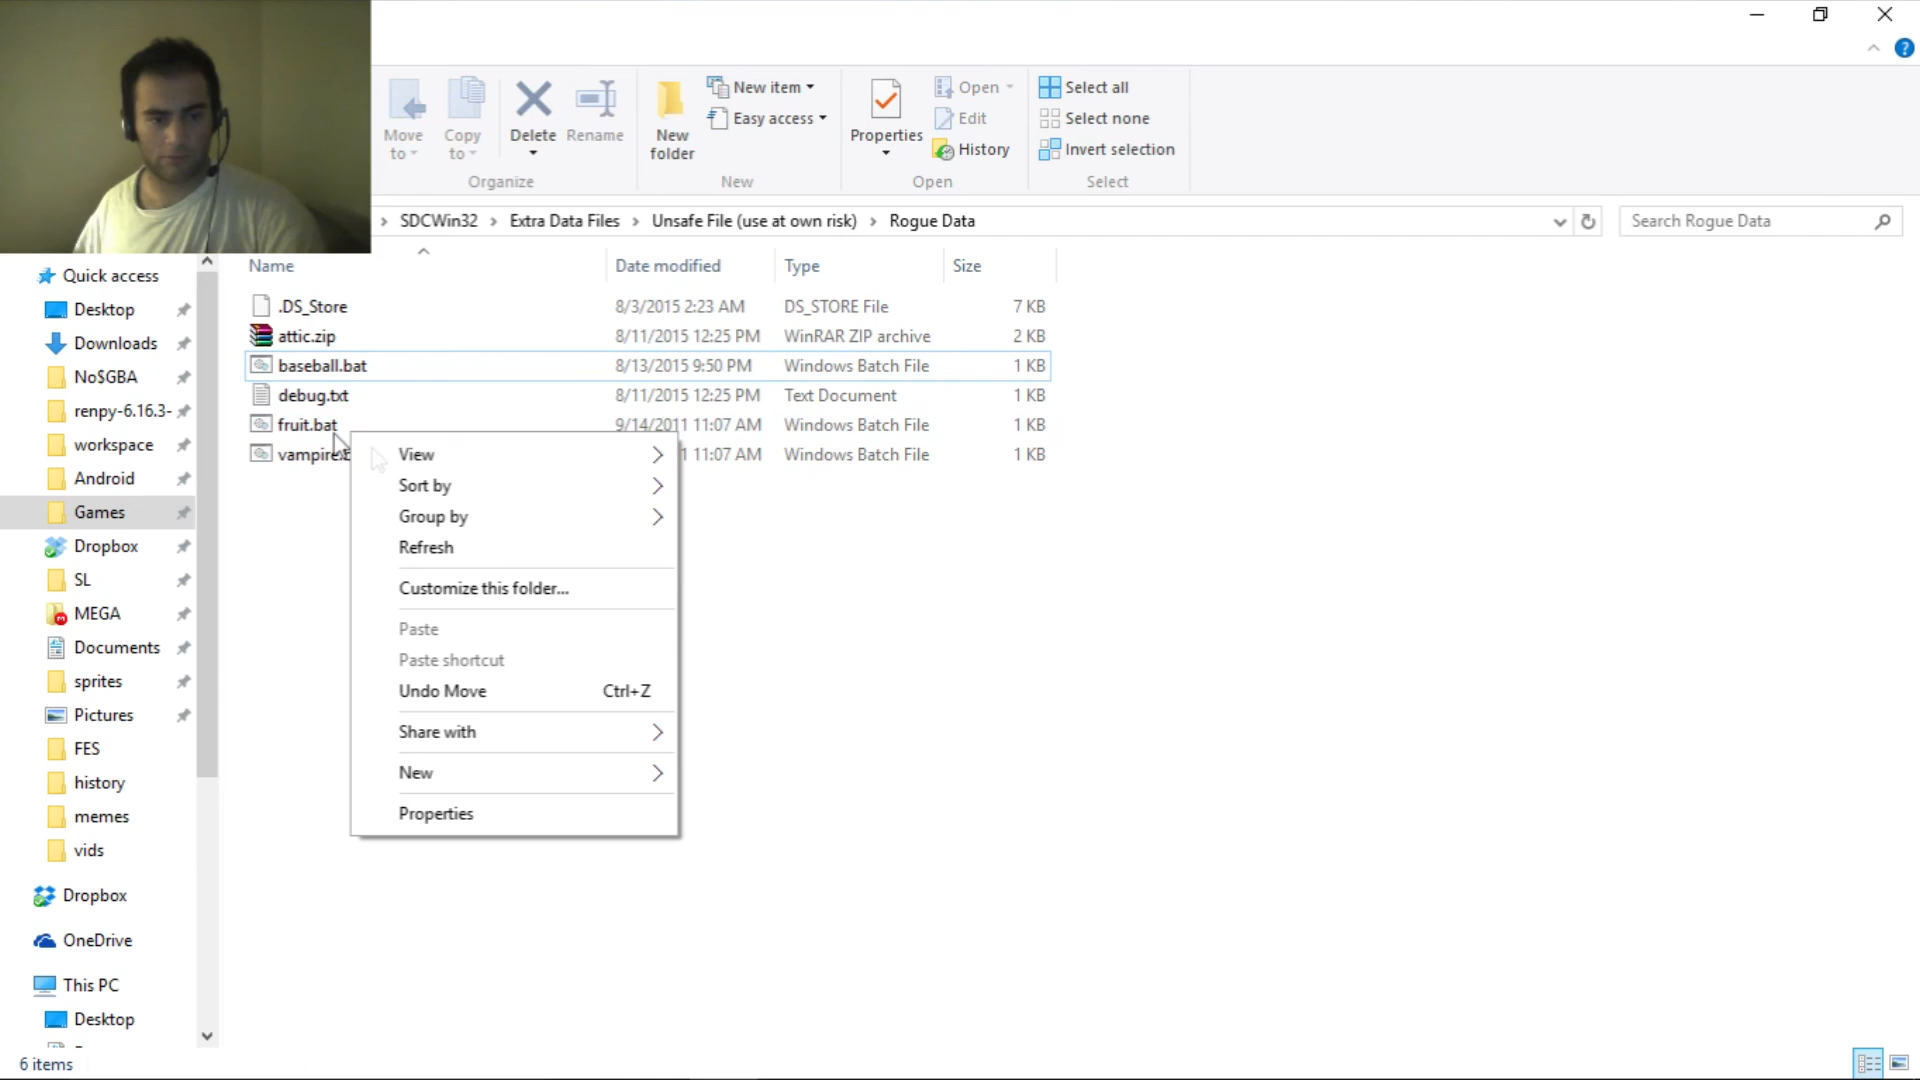 Move to
Copy to
Delete
Rename
New folder
New item
Easy access
Properties
Open
Edit
History
Select all
Select none
Invert selection
Organize
New
Open
Select
SDCWin32 > Extra Data Files > Unsafe File (use at own risk) > Rogue Data
Search Rogue Data
Name Date modified Type Size
.DS_Store 8/3/2015 2:23 AM DS_STORE File 7 KB
attic.zip 8/11/2015 12:25 PM WinRAR ZIP archive 2 KB
baseball.bat 8/13/2015 9:50 PM Windows Batch File 1 KB
debug.txt 8/11/2015 12:25 PM Text Document 1 KB
fruit.bat 9/14/2011 11:07 AM Windows Batch File 1 KB
11:07 AM Windows Batch File 1 KB
View
Sort by
Group by
Refresh
Customize this folder...
Paste
Paste shortcut
Undo Move Ctrl+Z
Share with
New
Properties
Quick access
Desktop
Downloads
No$GBA
renpy-6.16.3-
workspace
Android
Games
Dropbox
SL
MEGA
Documents
sprites
Pictures
FES
history
memes
vids
Dropbox
OneDrive
This PC
Desktop
6 items